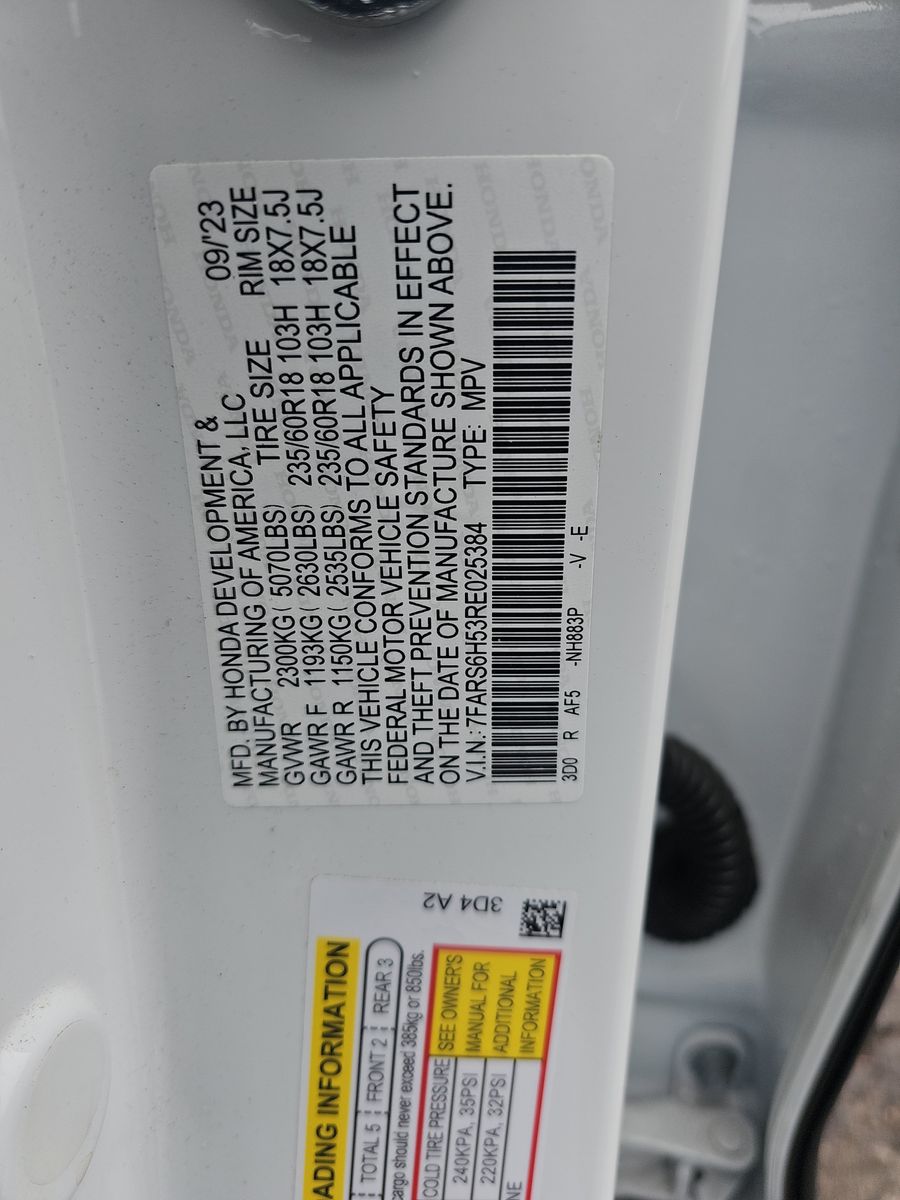 MFD. BY HONDA DEVELOPMENT &
MANUFACTURING OF AMERICA, LLC 09/'23
GVWR 2300KG ( 5070LBS) TIRE SIZE RIM SIZE
GAWR F 1193KG ( 2630LBS) 235/60R18 103H 18X7.5J
GAWR R 1150KG ( 2535LBS) 235/60R18 103H 18X7.5J
THIS VEHICLE CONFORMS TO ALL APPLICABLE
FEDERAL MOTOR VEHICLE SAFETY
AND THEFT PREVENTION STANDARDS IN EFFECT
ON THE DATE OF MANUFACTURE SHOWN ABOVE.
V.I.N.: 7FARS6H53RE025384 TYPE: MPV
3D0 R AF5 -NH883P -V -E
3D4 A2
ADING INFORMATION
TOTAL 5 FRONT 2 REAR 3
cargo should never exceed 385kg or 850lbs.
COLD TIRE PRESSURE
240KPA, 35PSI
220KPA, 32PSI
SEE OWNER'S
MANUAL FOR
ADDITIONAL
INFORMATION